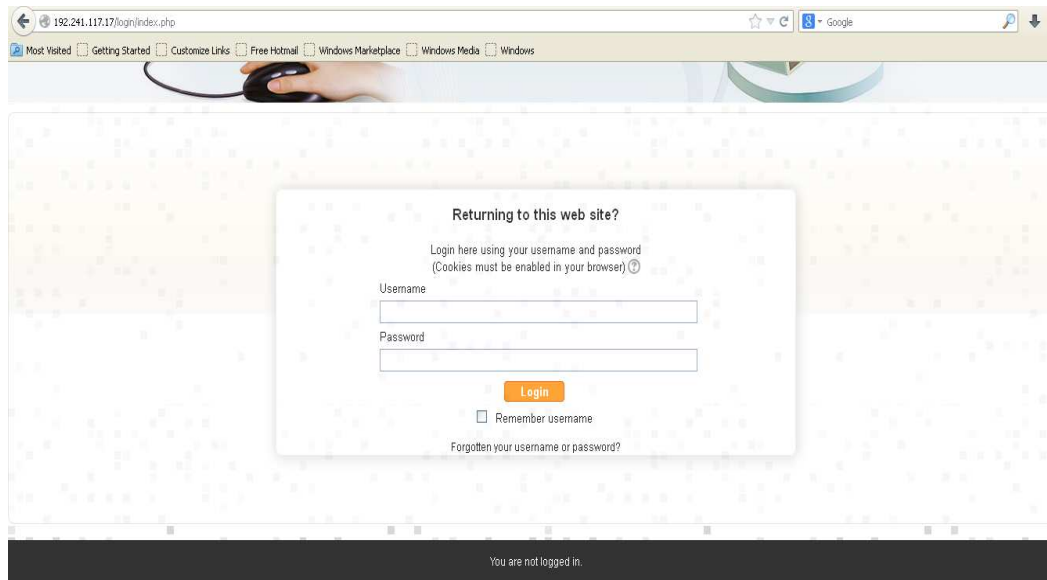 192.241.117.17/login/index.php
Google
Most Visited Getting Started Customize Links Free Hotmail Windows Marketplace Windows Media Windows
Returning to this web site?
Login here using your username and password
(Cookies must be enabled in your browser)
Username
Password
Login
Remember username
Forgotten your username or password?
You are not logged in.